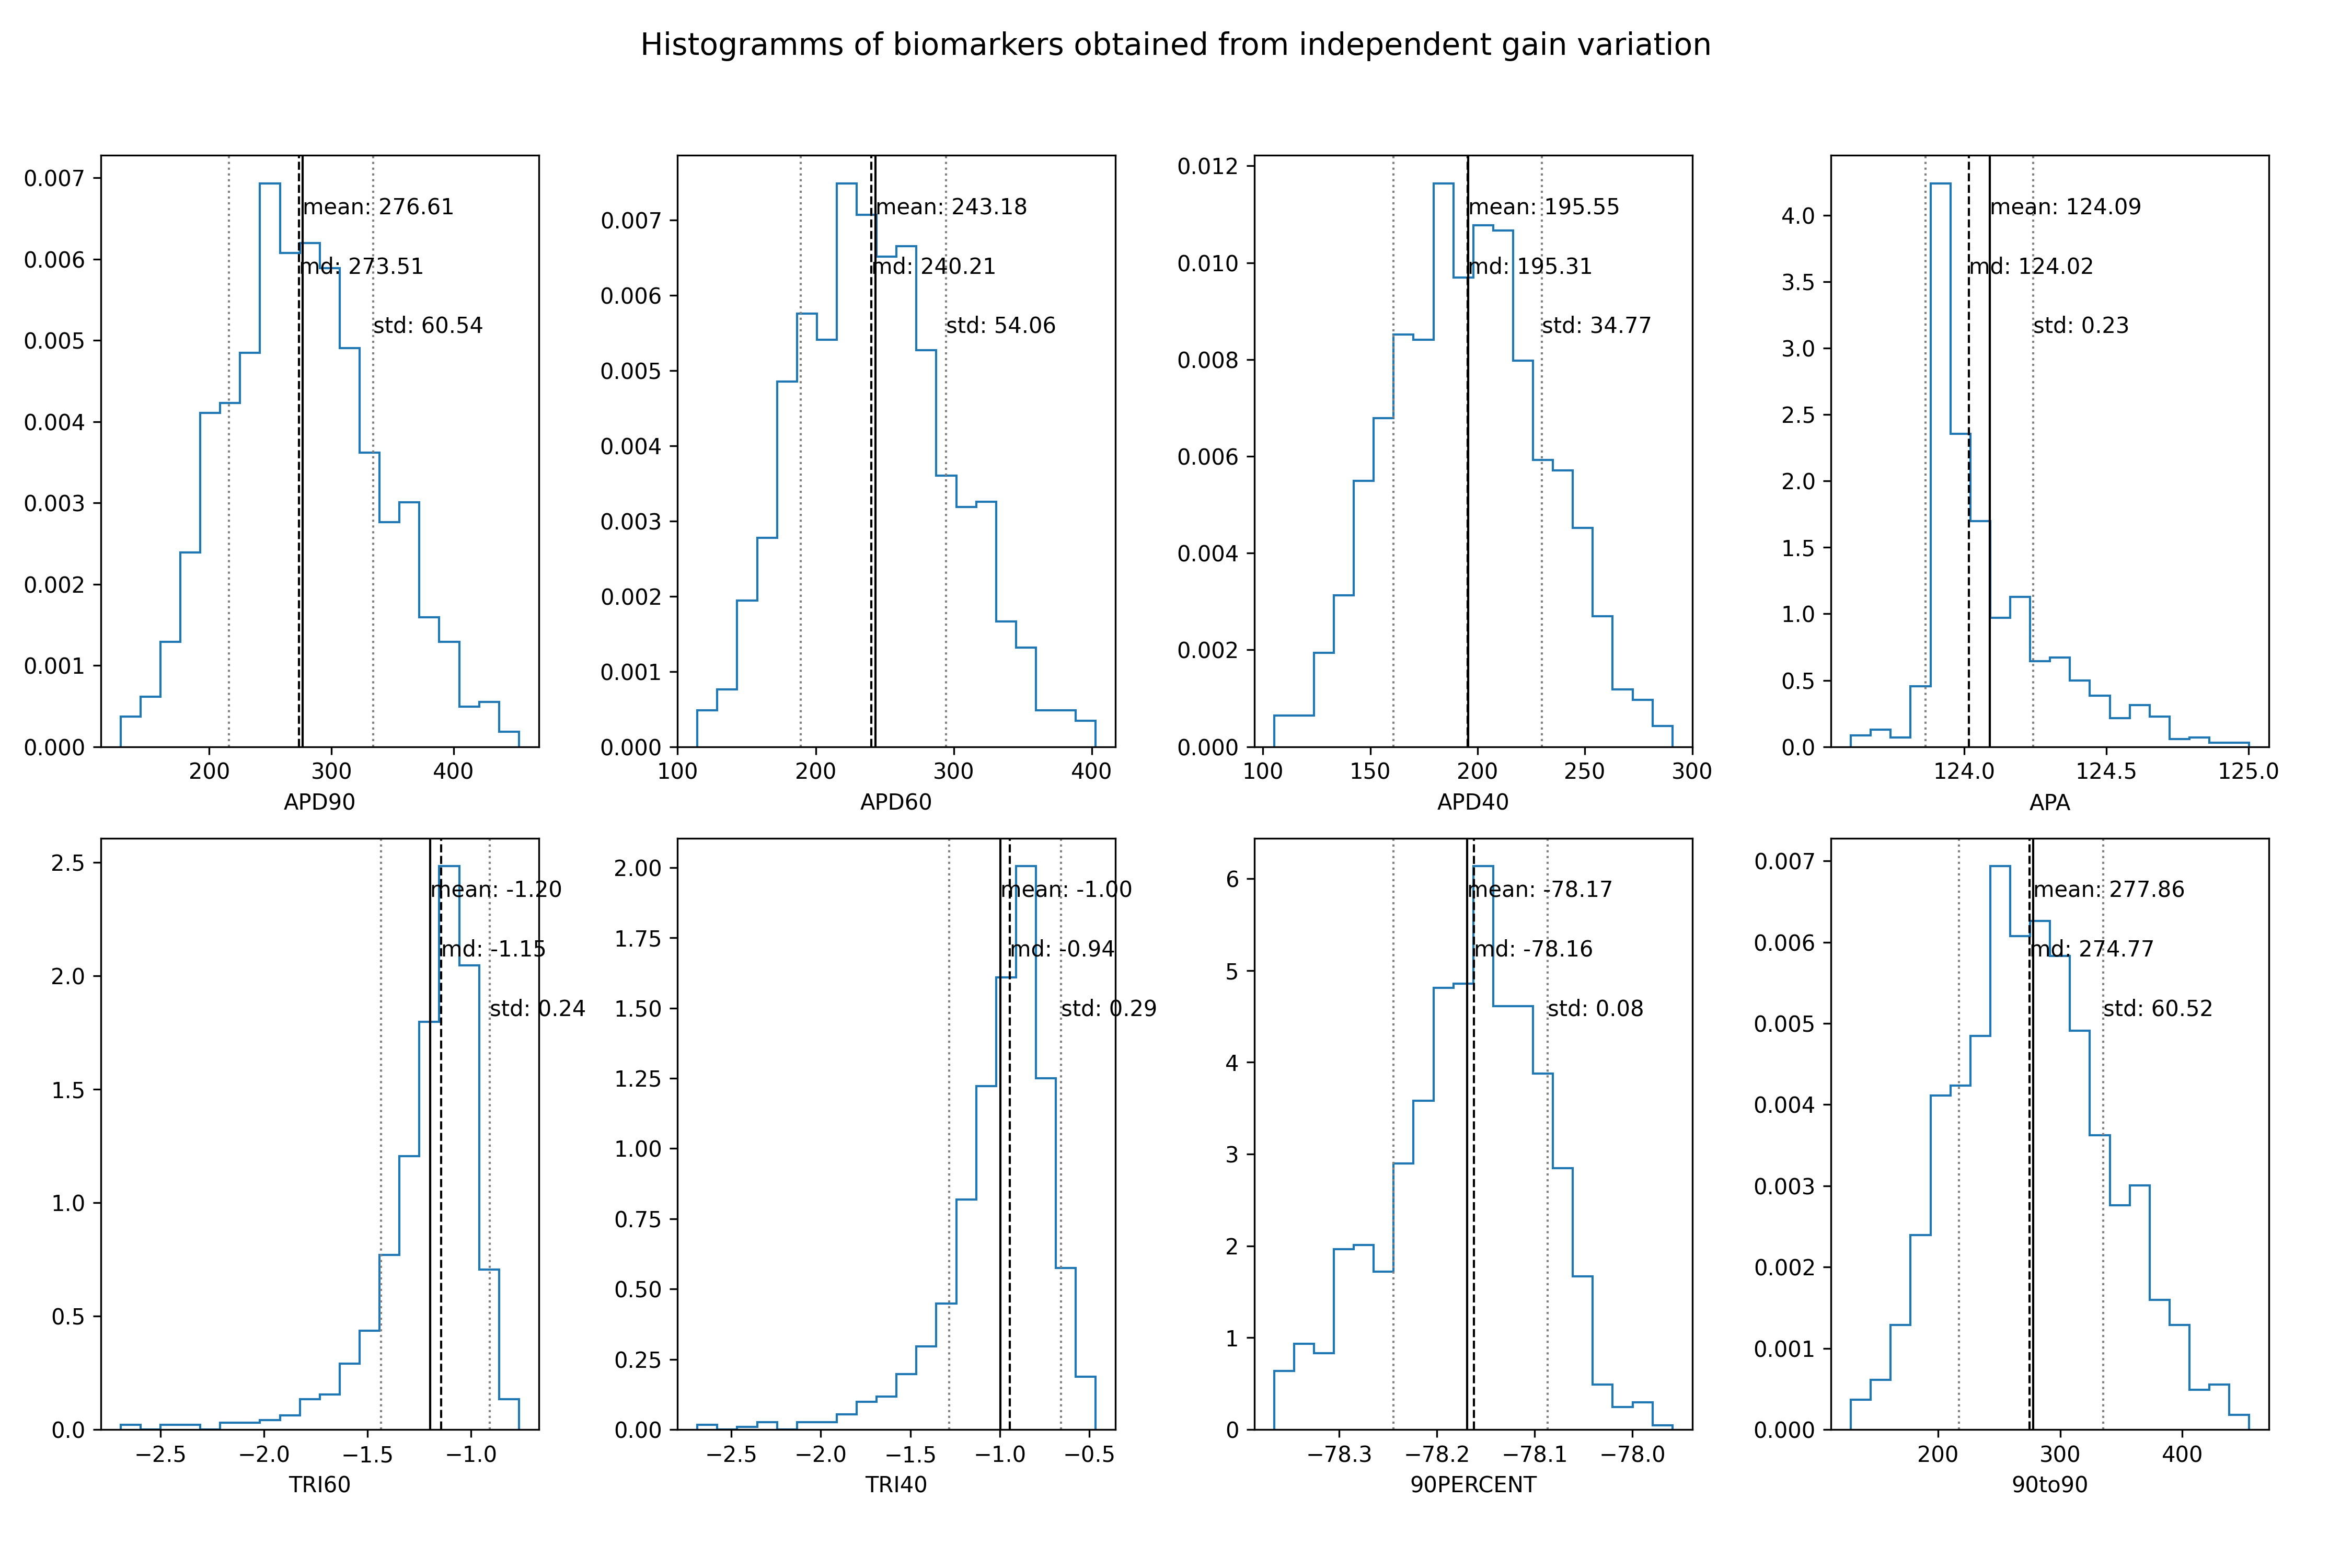 Histogramms of biomarkers obtained from independent gain variation
0.007
0.006
0.005
0.004
0.003
0.002
0.001
0.000
mean: 276.61
md: 273.51
std: 60.54
200 300 400
APD90
0.007
0.006
0.005
0.004
0.003
0.002
0.001
0.000
mean: 243.18
md: 240.21
std: 54.06
100 200 300 400
APD60
0.012
0.010
0.008
0.006
0.004
0.002
0.000
mean: 195.55
md: 195.31
std: 34.77
100 150 200 250 300
APD40
4.0
3.5
3.0
2.5
2.0
1.5
1.0
0.5
0.0
mean: 124.09
md: 124.02
std: 0.23
124.0 124.5 125.0
APA
2.5
2.0
1.5
1.0
0.5
0.0
mean: -1.20
md: -1.15
std: 0.24
−2.5 −2.0 −1.5 −1.0
TRI60
2.00
1.75
1.50
1.25
1.00
0.75
0.50
0.25
0.00
mean: -1.00
md: -0.94
std: 0.29
−2.5 −2.0 −1.5 −1.0 −0.5
TRI40
6
5
4
3
2
1
0
mean: -78.17
md: -78.16
std: 0.08
−78.3 −78.2 −78.1 −78.0
90PERCENT
0.007
0.006
0.005
0.004
0.003
0.002
0.001
0.000
mean: 277.86
md: 274.77
std: 60.52
200 300 400
90to90